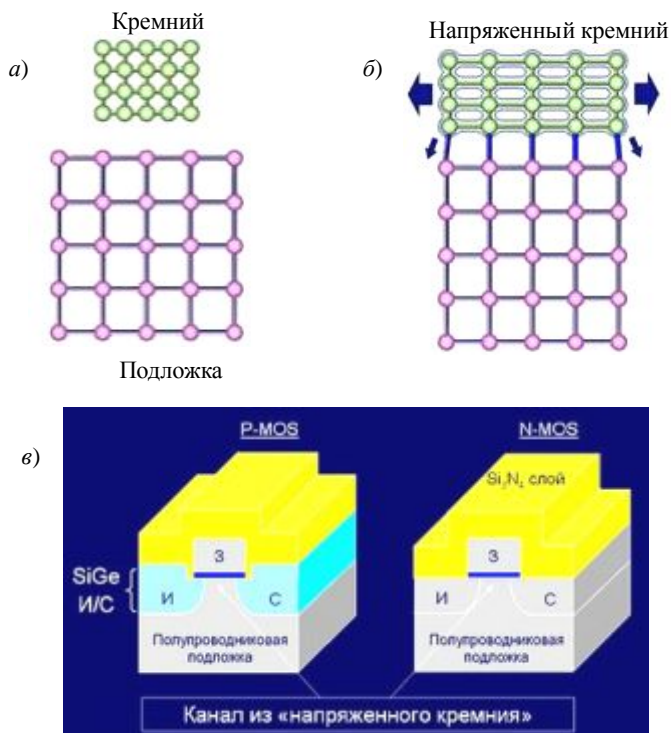 Кремний
Напряженный кремний
а)
б)
Подложка
в)
P-MOS
N-MOS
Si₃N₄ слой
З
З
SiGe
И/С
И
С
И
С
Полупроводниковая
подложка
Полупроводниковая
подложка
Канал из «напряженного кремния»